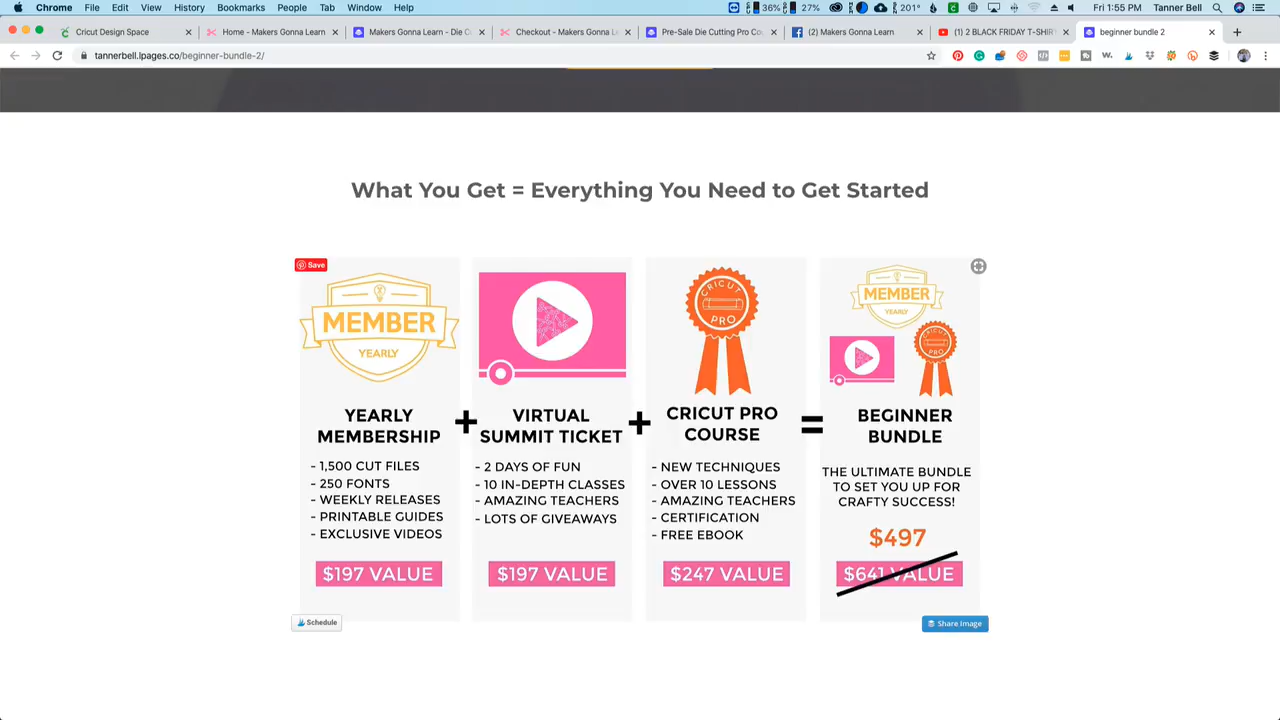 Chrome File Edit View History Bookmarks People Tab Window Help 36% 27% 201° Fri 1:55 PM Tanner Bell
Cricut Design Space Home - Makers Gonna Learn Makers Gonna Learn - Die C Checkout - Makers Gonna L Pre-Sale Die Cutting Pro Cou (2) Makers Gonna Learn (1) 2 BLACK FRIDAY T-SHIR beginner bundle 2
tannerbell.lpages.co/beginner-bundle-2/
What You Get = Everything You Need to Get Started
Save
MEMBER
YEARLY
YEARLY
MEMBERSHIP
- 1,500 CUT FILES
- 250 FONTS
- WEEKLY RELEASES
- PRINTABLE GUIDES
- EXCLUSIVE VIDEOS
$197 VALUE
+
VIRTUAL
SUMMIT TICKET
- 2 DAYS OF FUN
- 10 IN-DEPTH CLASSES
- AMAZING TEACHERS
- LOTS OF GIVEAWAYS
$197 VALUE
+
CRICUT
PRO
CRICUT PRO
COURSE
- NEW TECHNIQUES
- OVER 10 LESSONS
- AMAZING TEACHERS
- CERTIFICATION
- FREE EBOOK
$247 VALUE
=
MEMBER
YEARLY
CRICUT
PRO
BEGINNER
BUNDLE
THE ULTIMATE BUNDLE
TO SET YOU UP FOR
CRAFTY SUCCESS!
$497
$641 VALUE
Schedule
Share Image